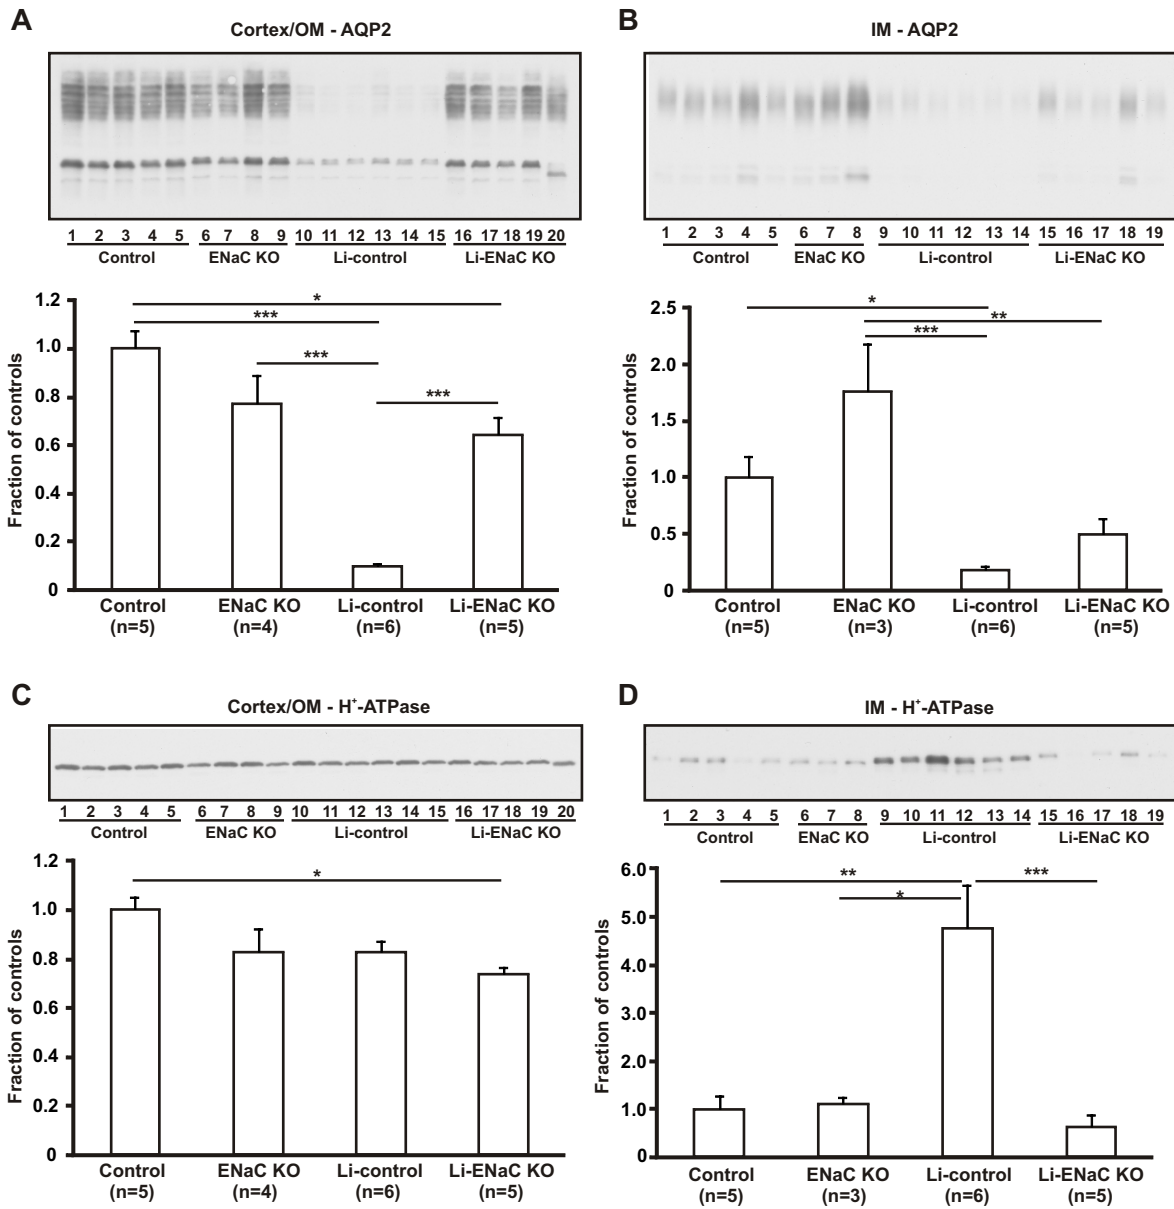 A
Cortex/OM - AQP2
1 2 3 4 5 6 7 8 9 10 11 12 13 14 15 16 17 18 19 20
Control ENaC KO Li-control Li-ENaC KO
Fraction of controls
1.2
1.0
0.8
0.6
0.4
0.2
0
*
***
***
***
Control ENaC KO Li-control Li-ENaC KO
(n=5) (n=4) (n=6) (n=5)
B
IM - AQP2
1 2 3 4 5 6 7 8 9 10 11 12 13 14 15 16 17 18 19
Control ENaC KO Li-control Li-ENaC KO
Fraction of controls
2.5
2.0
1.5
1.0
0.5
0
*
**
***
Control ENaC KO Li-control Li-ENaC KO
(n=5) (n=3) (n=6) (n=5)
C
Cortex/OM - H⁺-ATPase
1 2 3 4 5 6 7 8 9 10 11 12 13 14 15 16 17 18 19 20
Control ENaC KO Li-control Li-ENaC KO
Fraction of controls
1.2
1.0
0.8
0.6
0.4
0.2
0
*
Control ENaC KO Li-control Li-ENaC KO
(n=5) (n=4) (n=6) (n=5)
D
IM - H⁺-ATPase
1 2 3 4 5 6 7 8 9 10 11 12 13 14 15 16 17 18 19
Control ENaC KO Li-control Li-ENaC KO
Fraction of controls
6.0
5.0
4.0
3.0
2.0
1.0
0
** ***
*
Control ENaC KO Li-control Li-ENaC KO
(n=5) (n=3) (n=6) (n=5)